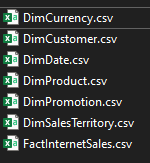 DimCurrency.csv
DimCustomer.csv
DimDate.csv
DimProduct.csv
DimPromotion.csv
DimSalesTerritory.csv
FactInternetSales.csv